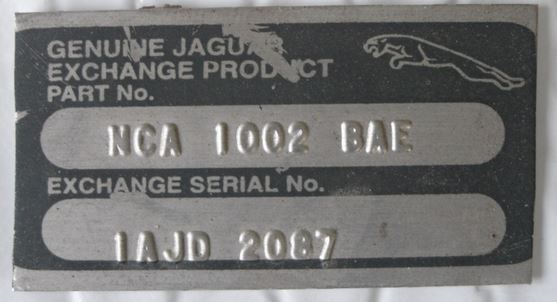 GENUINE JAGUAR
EXCHANGE PRODUCT
PART No.
NCA 1002 BAE
EXCHANGE SERIAL No.
1AJD 2087